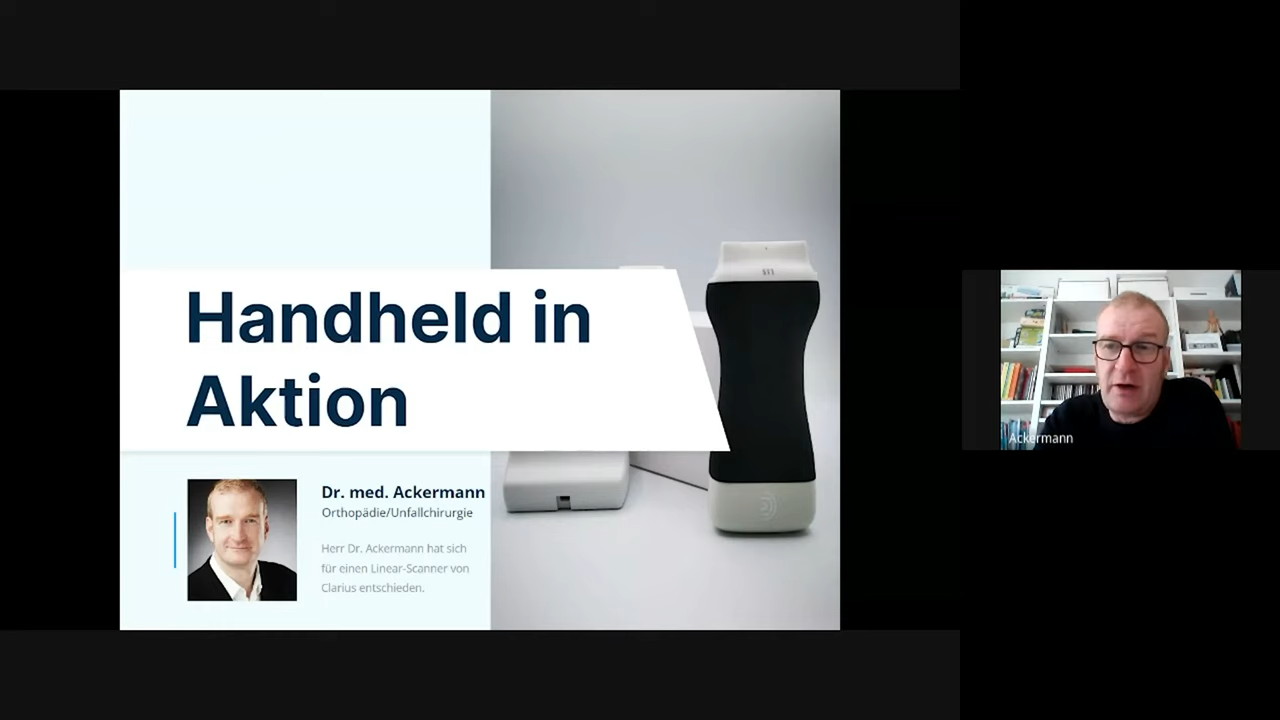 Handheld in
Aktion
Dr. med. Ackermann
Orthopädie/Unfallchirurgie
Herr Dr. Ackermann hat sich
für einen Linear-Scanner von
Clarius entschieden.
Ackermann